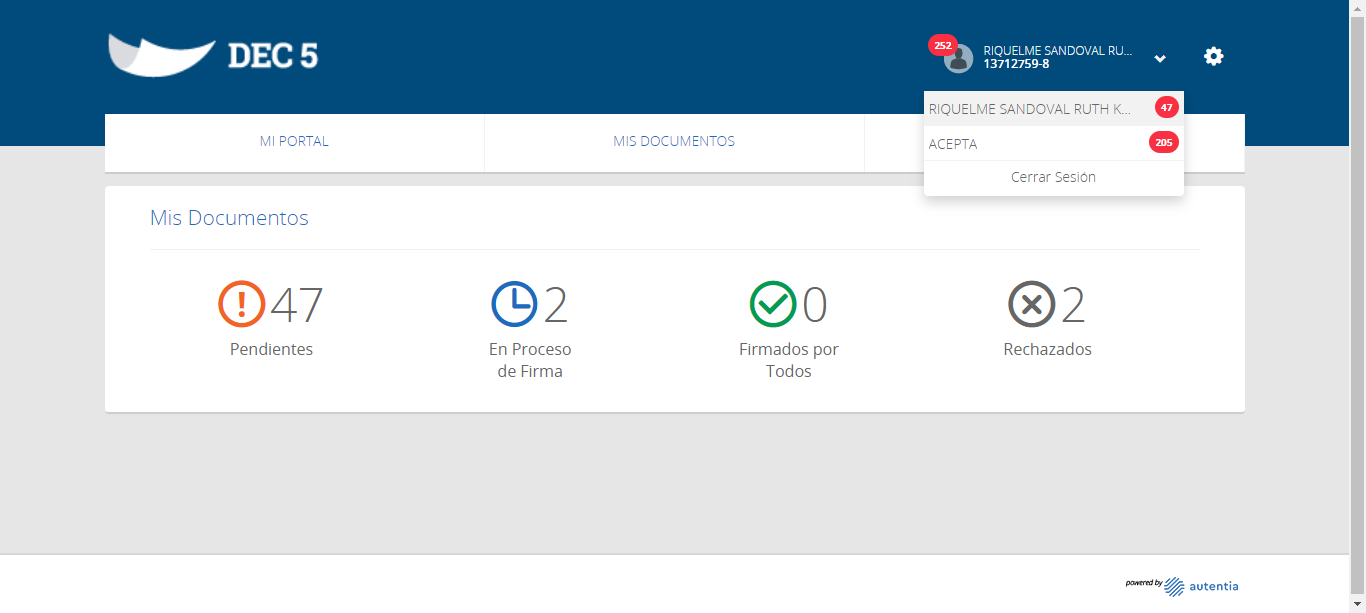 DEC 5
252
RIQUELME SANDOVAL RU...
13712759-8
RIQUELME SANDOVAL RUTH K...
47
ACEPTA
205
Cerrar Sesión
MI PORTAL
MIS DOCUMENTOS
Mis Documentos
47
Pendientes
2
En Proceso
de Firma
0
Firmados por
Todos
2
Rechazados
powered by
autentia